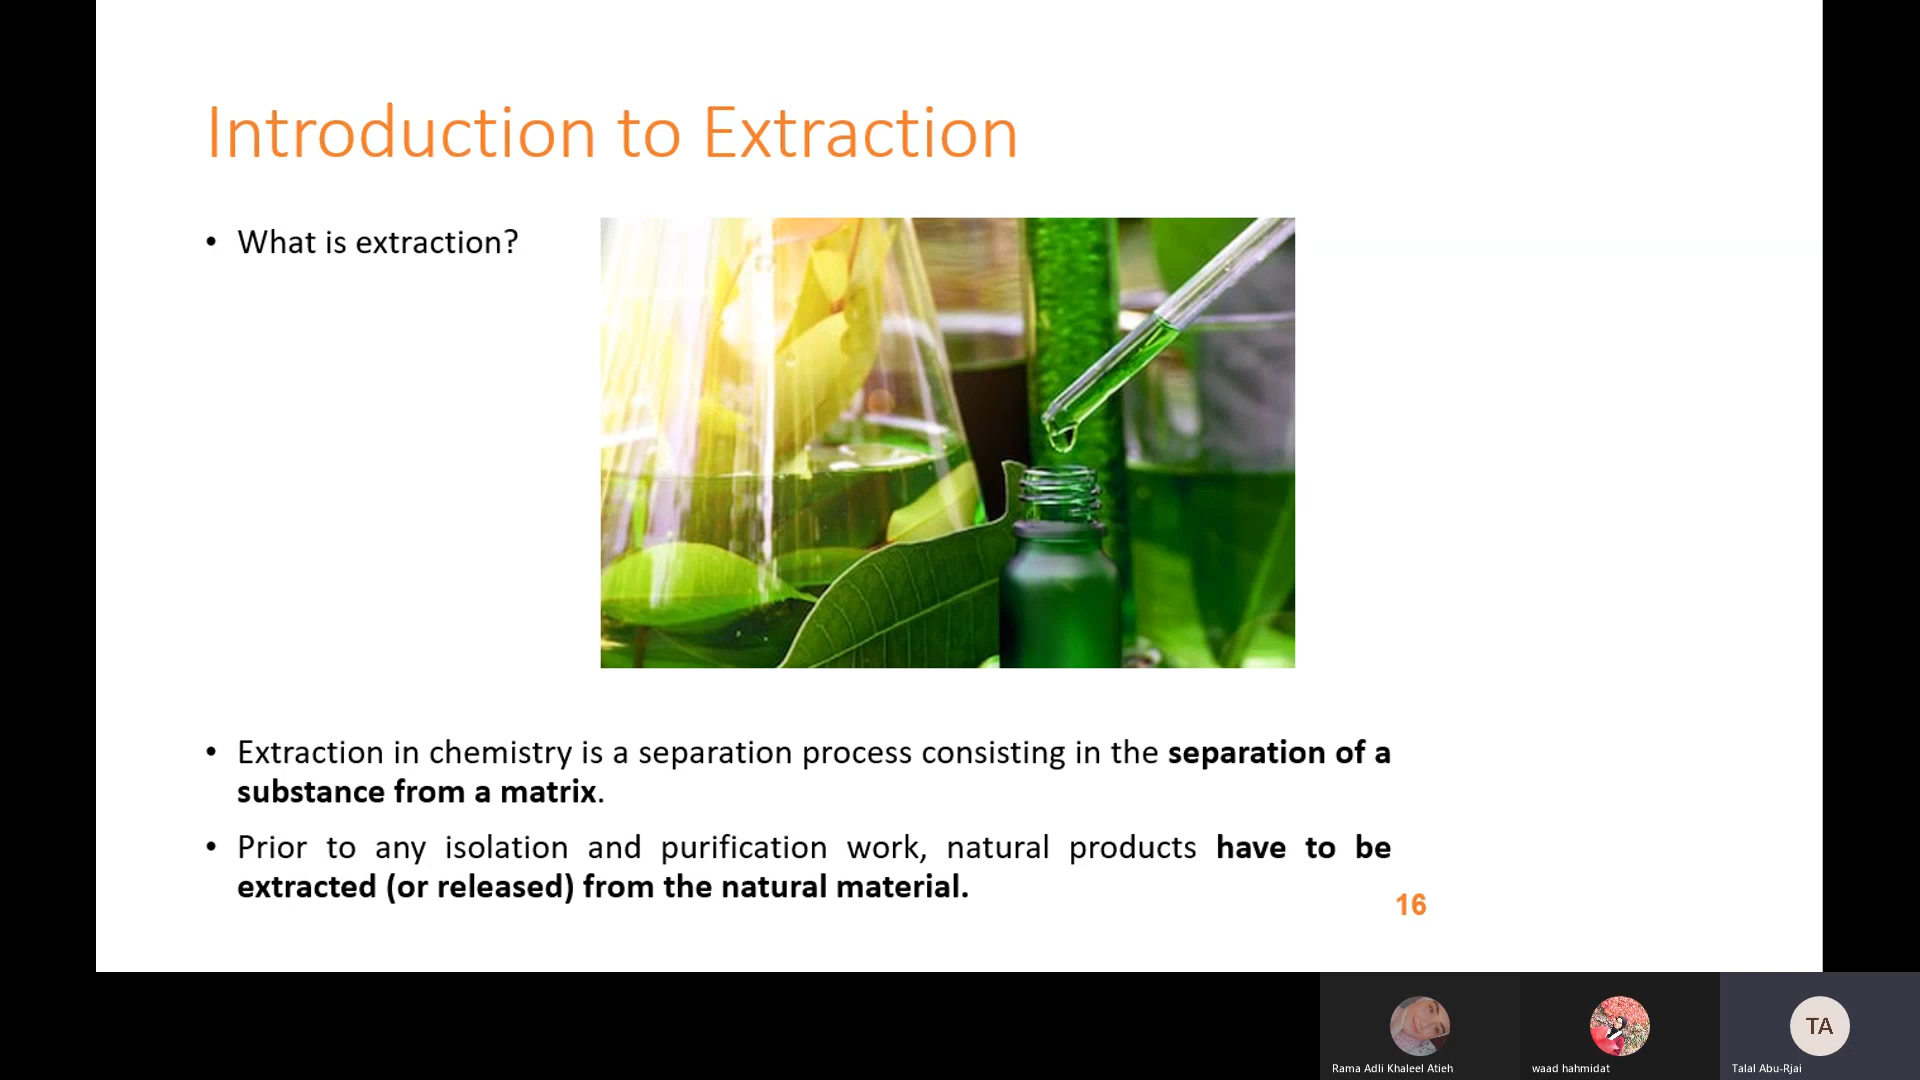 Introduction to Extraction
• What is extraction?
• Extraction in chemistry is a separation process consisting in the separation of a
substance from a matrix.
• Prior to any isolation and purification work, natural products have to be
extracted (or released) from the natural material.
16
TA
Rama Adli Khaleel Atieh
waad hahmidat
Talal Abu-Rjai